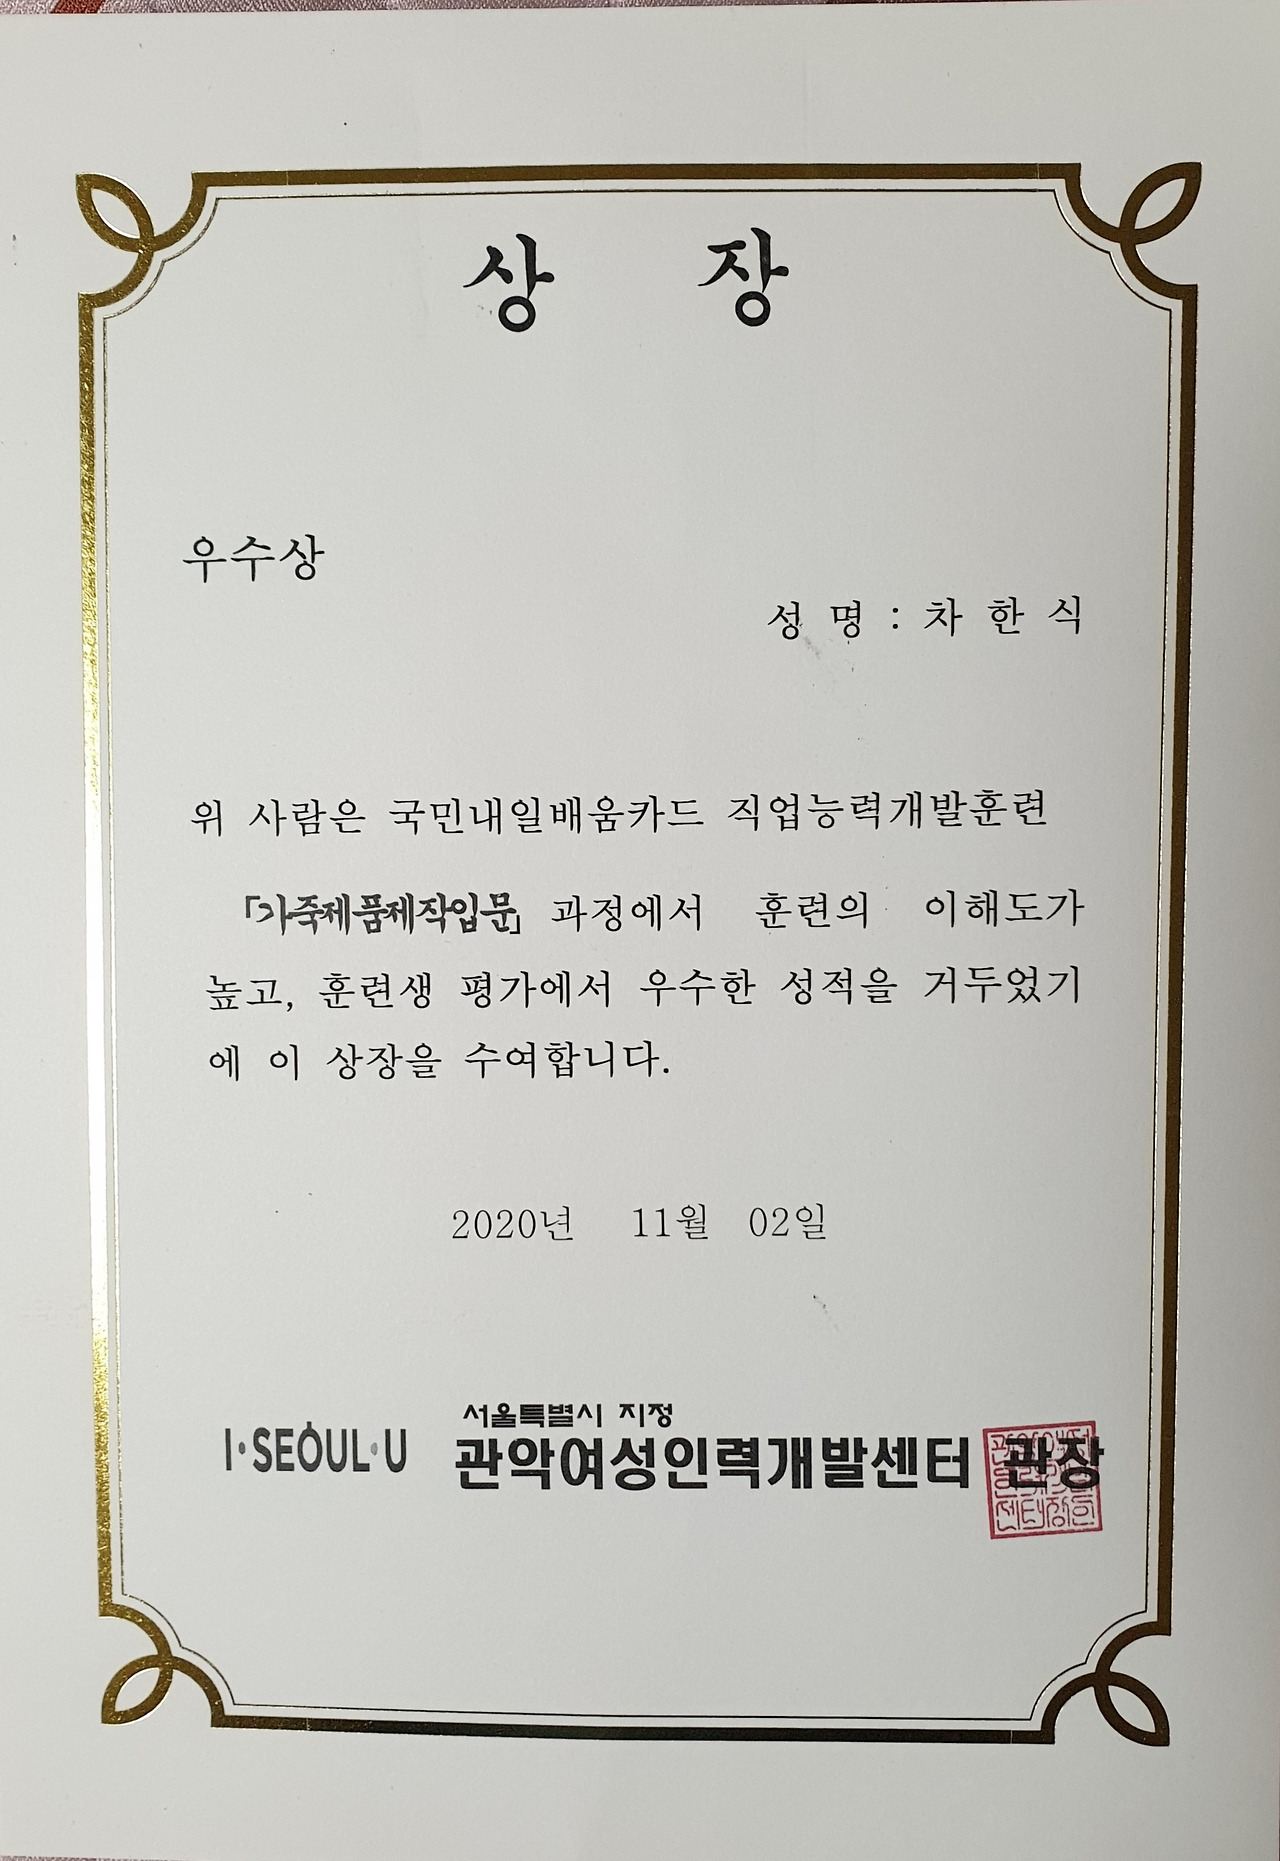 상 장
우수상
성 명 : 차 한 식
위 사람은 국민내일배움카드 직업능력개발훈련
「가죽제품제작입문」 과정에서 훈련의 이해도가
높고, 훈련생 평가에서 우수한 성적을 거두었기
에 이 상장을 수여합니다.
2020년 11월 02일
서울특별시 지정
I·SEOUL·U 관악여성인력개발센터 관장